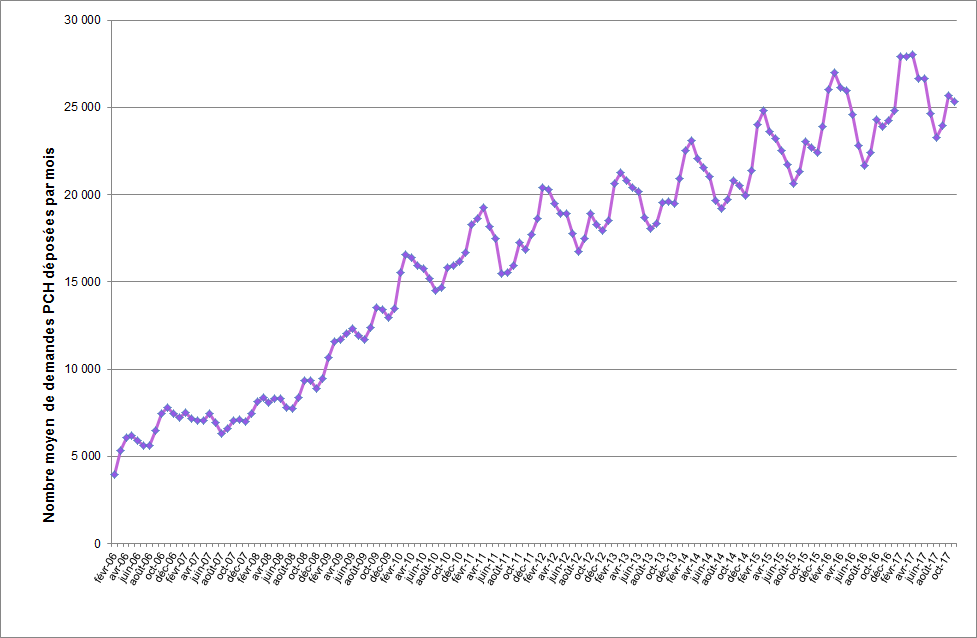 Nombre moyen de demandes PCH déposées par mois
30 000
25 000
20 000
15 000
10 000
5 000
0
févr-06
avr-06
juin-06
août-06
oct-06
déc-06
févr-07
avr-07
juin-07
août-07
oct-07
déc-07
févr-08
avr-08
juin-08
août-08
oct-08
déc-08
févr-09
avr-09
juin-09
août-09
oct-09
déc-09
févr-10
avr-10
juin-10
août-10
oct-10
déc-10
févr-11
avr-11
juin-11
août-11
oct-11
déc-11
févr-12
avr-12
juin-12
août-12
oct-12
déc-12
févr-13
avr-13
juin-13
août-13
oct-13
déc-13
févr-14
avr-14
juin-14
août-14
oct-14
déc-14
févr-15
avr-15
juin-15
août-15
oct-15
déc-15
févr-16
avr-16
juin-16
août-16
oct-16
déc-16
févr-17
avr-17
juin-17
août-17
oct-17